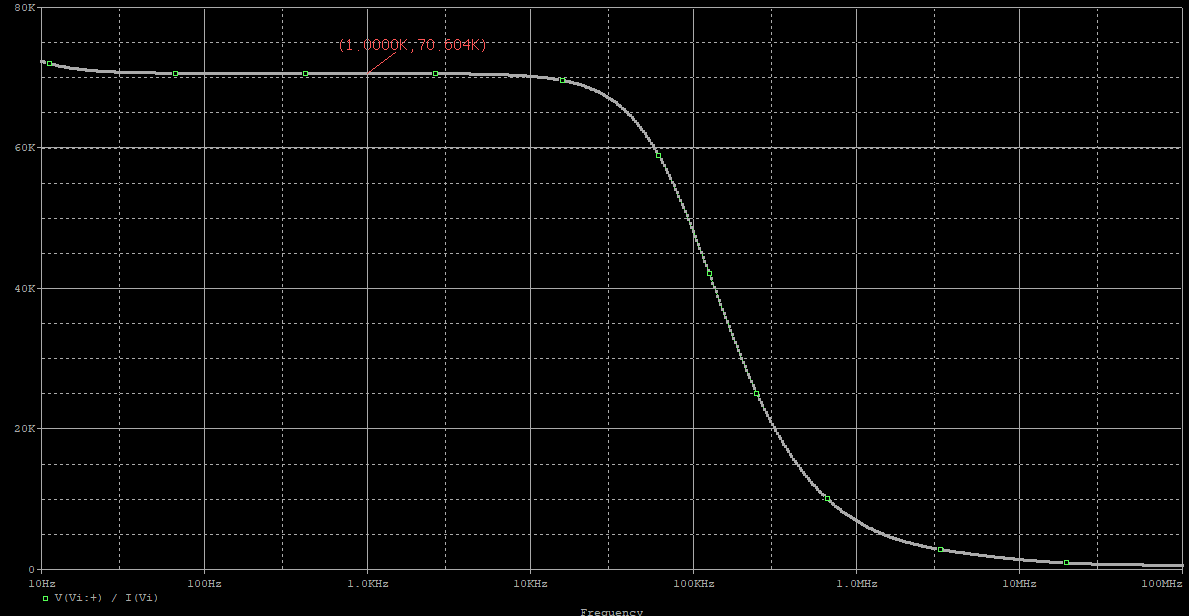 80K
(1.0000K,70.604K)
60K
40K
20K
0
10Hz 100Hz 1.0KHz 10KHz 100KHz 1.0MHz 10MHz 100MHz
V(Vi:+) / I(Vi)
Frequency